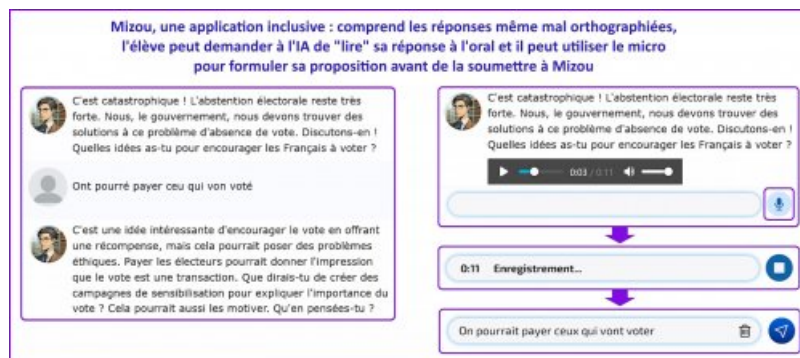 Mizou, une application inclusive : comprend les réponses même mal orthographiées,
l'élève peut demander à l'IA de "lire" sa réponse à l'oral et il peut utiliser le micro
pour formuler sa proposition avant de la soumettre à Mizou
C'est catastrophique ! L'abstention électorale reste très
forte. Nous, le gouvernement, nous devons trouver des
solutions à ce problème d'absence de vote. Discutons-en !
Quelles idées as-tu pour encourager les Français à voter ?
Ont pourré payer ceu qui von voté
C'est une idée intéressante d'encourager le vote en offrant
une récompense, mais cela pourrait poser des problèmes
éthiques. Payer les électeurs pourrait donner l'impression
que le vote est une transaction. Que dirais-tu de créer des
campagnes de sensibilisation pour expliquer l'importance du
vote ? Cela pourrait aussi les motiver. Qu'en penses-tu ?
C'est catastrophique ! L'abstention électorale reste très
forte. Nous, le gouvernement, nous devons trouver des
solutions à ce problème d'absence de vote. Discutons-en !
Quelles idées as-tu pour encourager les Français à voter ?
0:03 / 0:11
0:11 Enregistrement...
On pourrait payer ceux qui vont voter